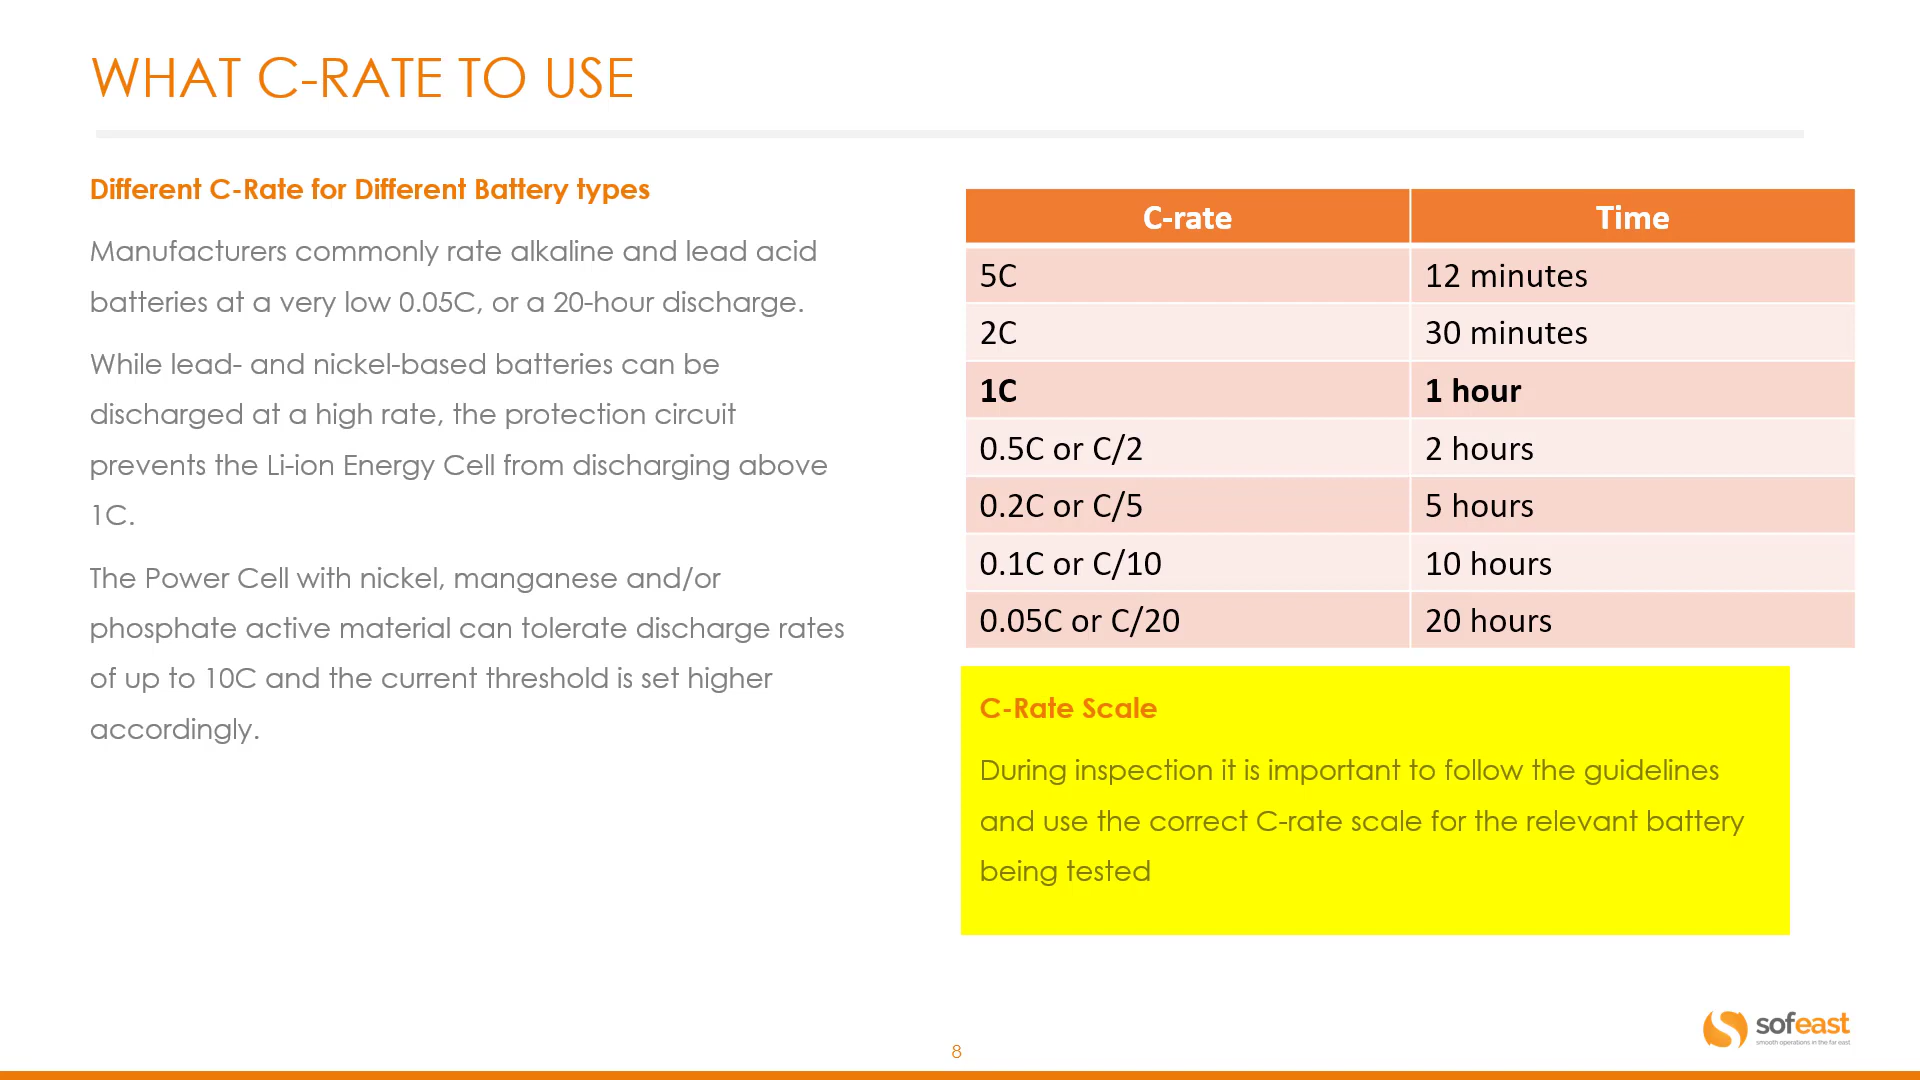 WHAT C-RATE TO USE
Different C-Rate for Different Battery types
Manufacturers commonly rate alkaline and lead acid
batteries at a very low 0.05C, or a 20-hour discharge.
While lead- and nickel-based batteries can be
discharged at a high rate, the protection circuit
prevents the Li-ion Energy Cell from discharging above
1C.
The Power Cell with nickel, manganese and/or
phosphate active material can tolerate discharge rates
of up to 10C and the current threshold is set higher
accordingly.
C-rate Time
5C 12 minutes
2C 30 minutes
1C 1 hour
0.5C or C/2 2 hours
0.2C or C/5 5 hours
0.1C or C/10 10 hours
0.05C or C/20 20 hours
C-Rate Scale
During inspection it is important to follow the guidelines
and use the correct C-rate scale for the relevant battery
being tested
sofeast
smooth operations in the far east
8